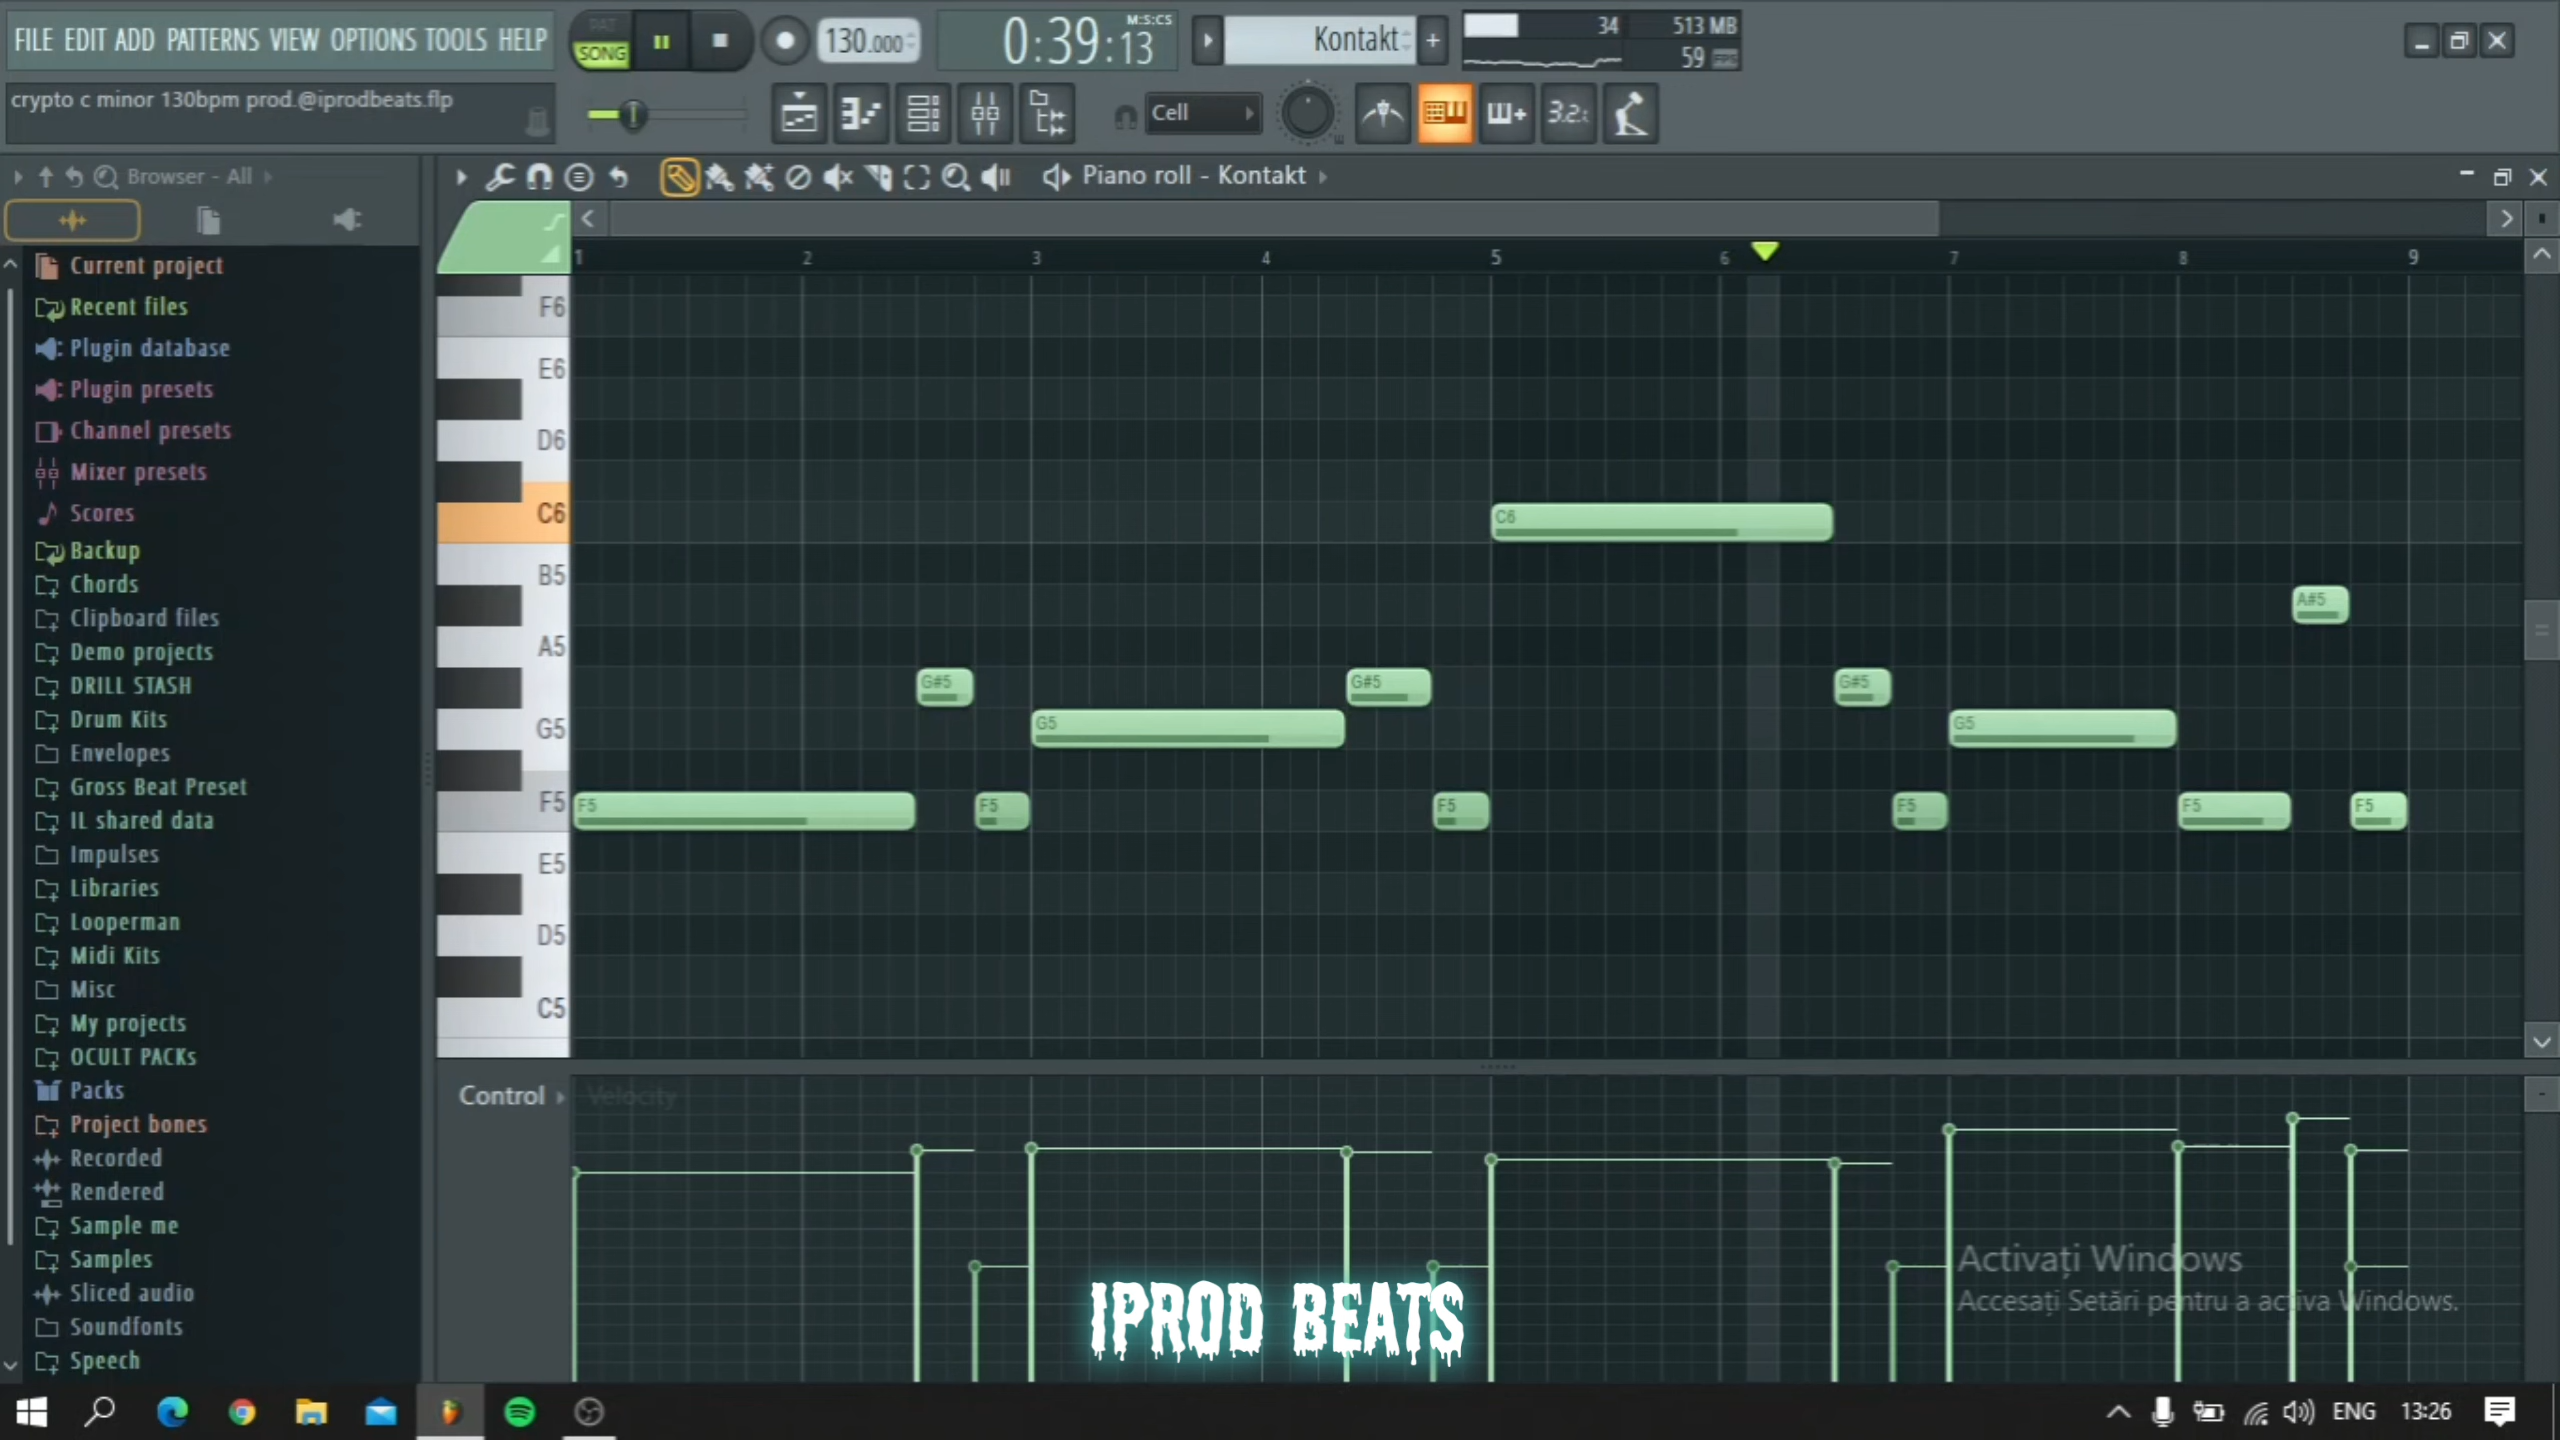 FILE EDIT ADD PATTERNS VIEW OPTIONS TOOLS HELP
PAT
SONG
130.000
M:S:CS
0:39:13
Kontakt
34
513 MB
59
crypto c minor 130bpm prod.@iprodbeats.flp
Cell
3.2:
Browser - All
Piano roll - Kontakt
Current project
Recent files
Plugin database
Plugin presets
Channel presets
Mixer presets
Scores
Backup
Chords
Clipboard files
Demo projects
DRILL STASH
Drum Kits
Envelopes
Gross Beat Preset
IL shared data
Impulses
Libraries
Looperman
Midi Kits
Misc
My projects
OCULT PACKs
Packs
Project bones
Recorded
Rendered
Sample me
Samples
Sliced audio
Soundfonts
Speech
1 2 3 4 5 6 7 8 9
F6
E6
D6
C6
B5
A5
G5
F5
E5
D5
C5
C6
A#5
G#5 G#5 G#5
G5 G5
F5 F5 F5 F5 F5 F5
Control
Velocity
Activați Windows
Accesați Setări pentru a activa Windows.
IPROD BEATS
ENG
13:26